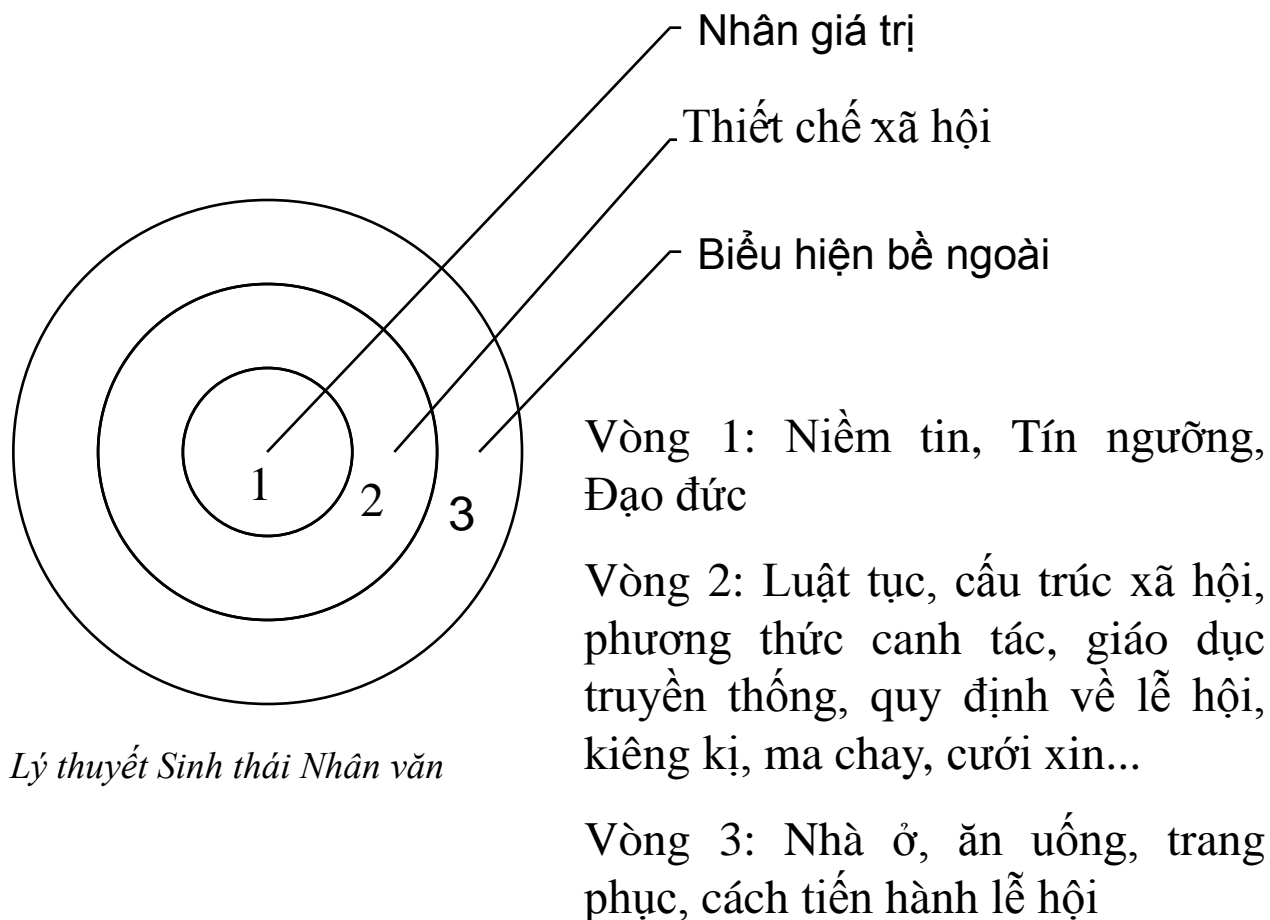 Nhân giá trị
Thiết chế xã hội
Biểu hiện bề ngoài
1
2
3
Vòng 1: Niềm tin, Tín ngưỡng,
Đạo đức
Vòng 2: Luật tục, cấu trúc xã hội,
phương thức canh tác, giáo dục
truyền thống, quy định về lễ hội,
kiêng kị, ma chay, cưới xin...
Lý thuyết Sinh thái Nhân văn
Vòng 3: Nhà ở, ăn uống, trang
phục, cách tiến hành lễ hội